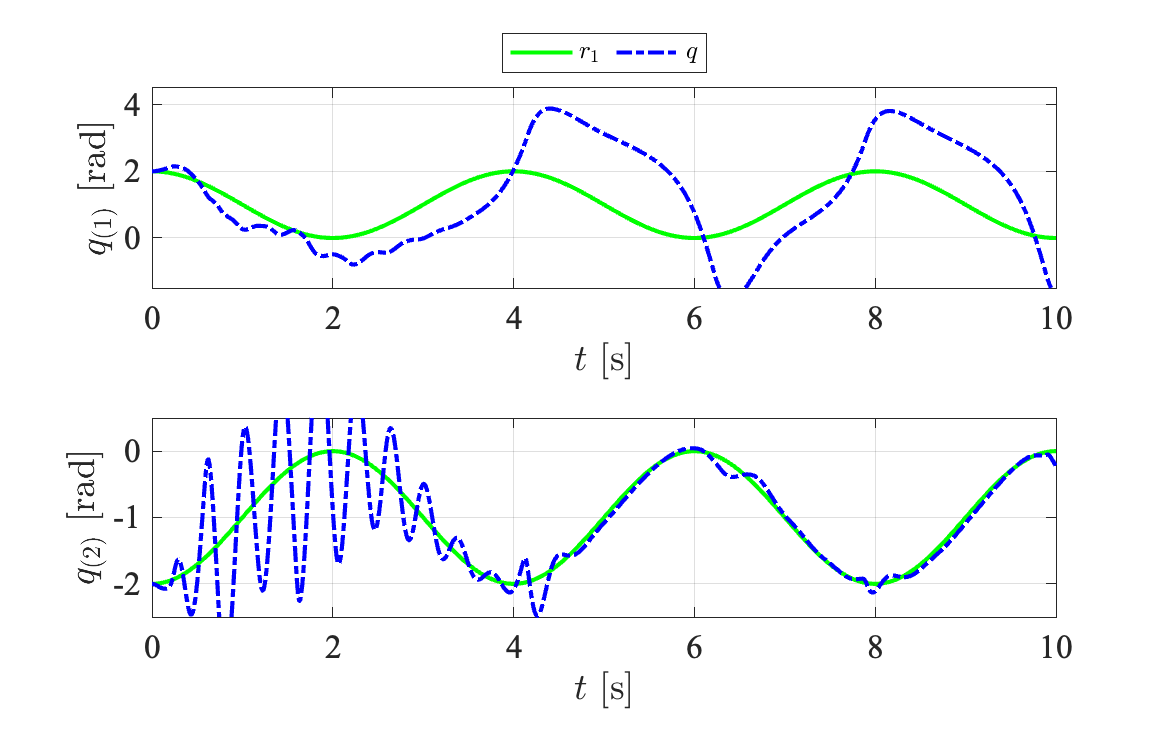 r₁ q
q₍₁₎ [rad]
4
2
0
0 2 4 6 8 10
t [s]
q₍₂₎ [rad]
0
-1
-2
0 2 4 6 8 10
t [s]